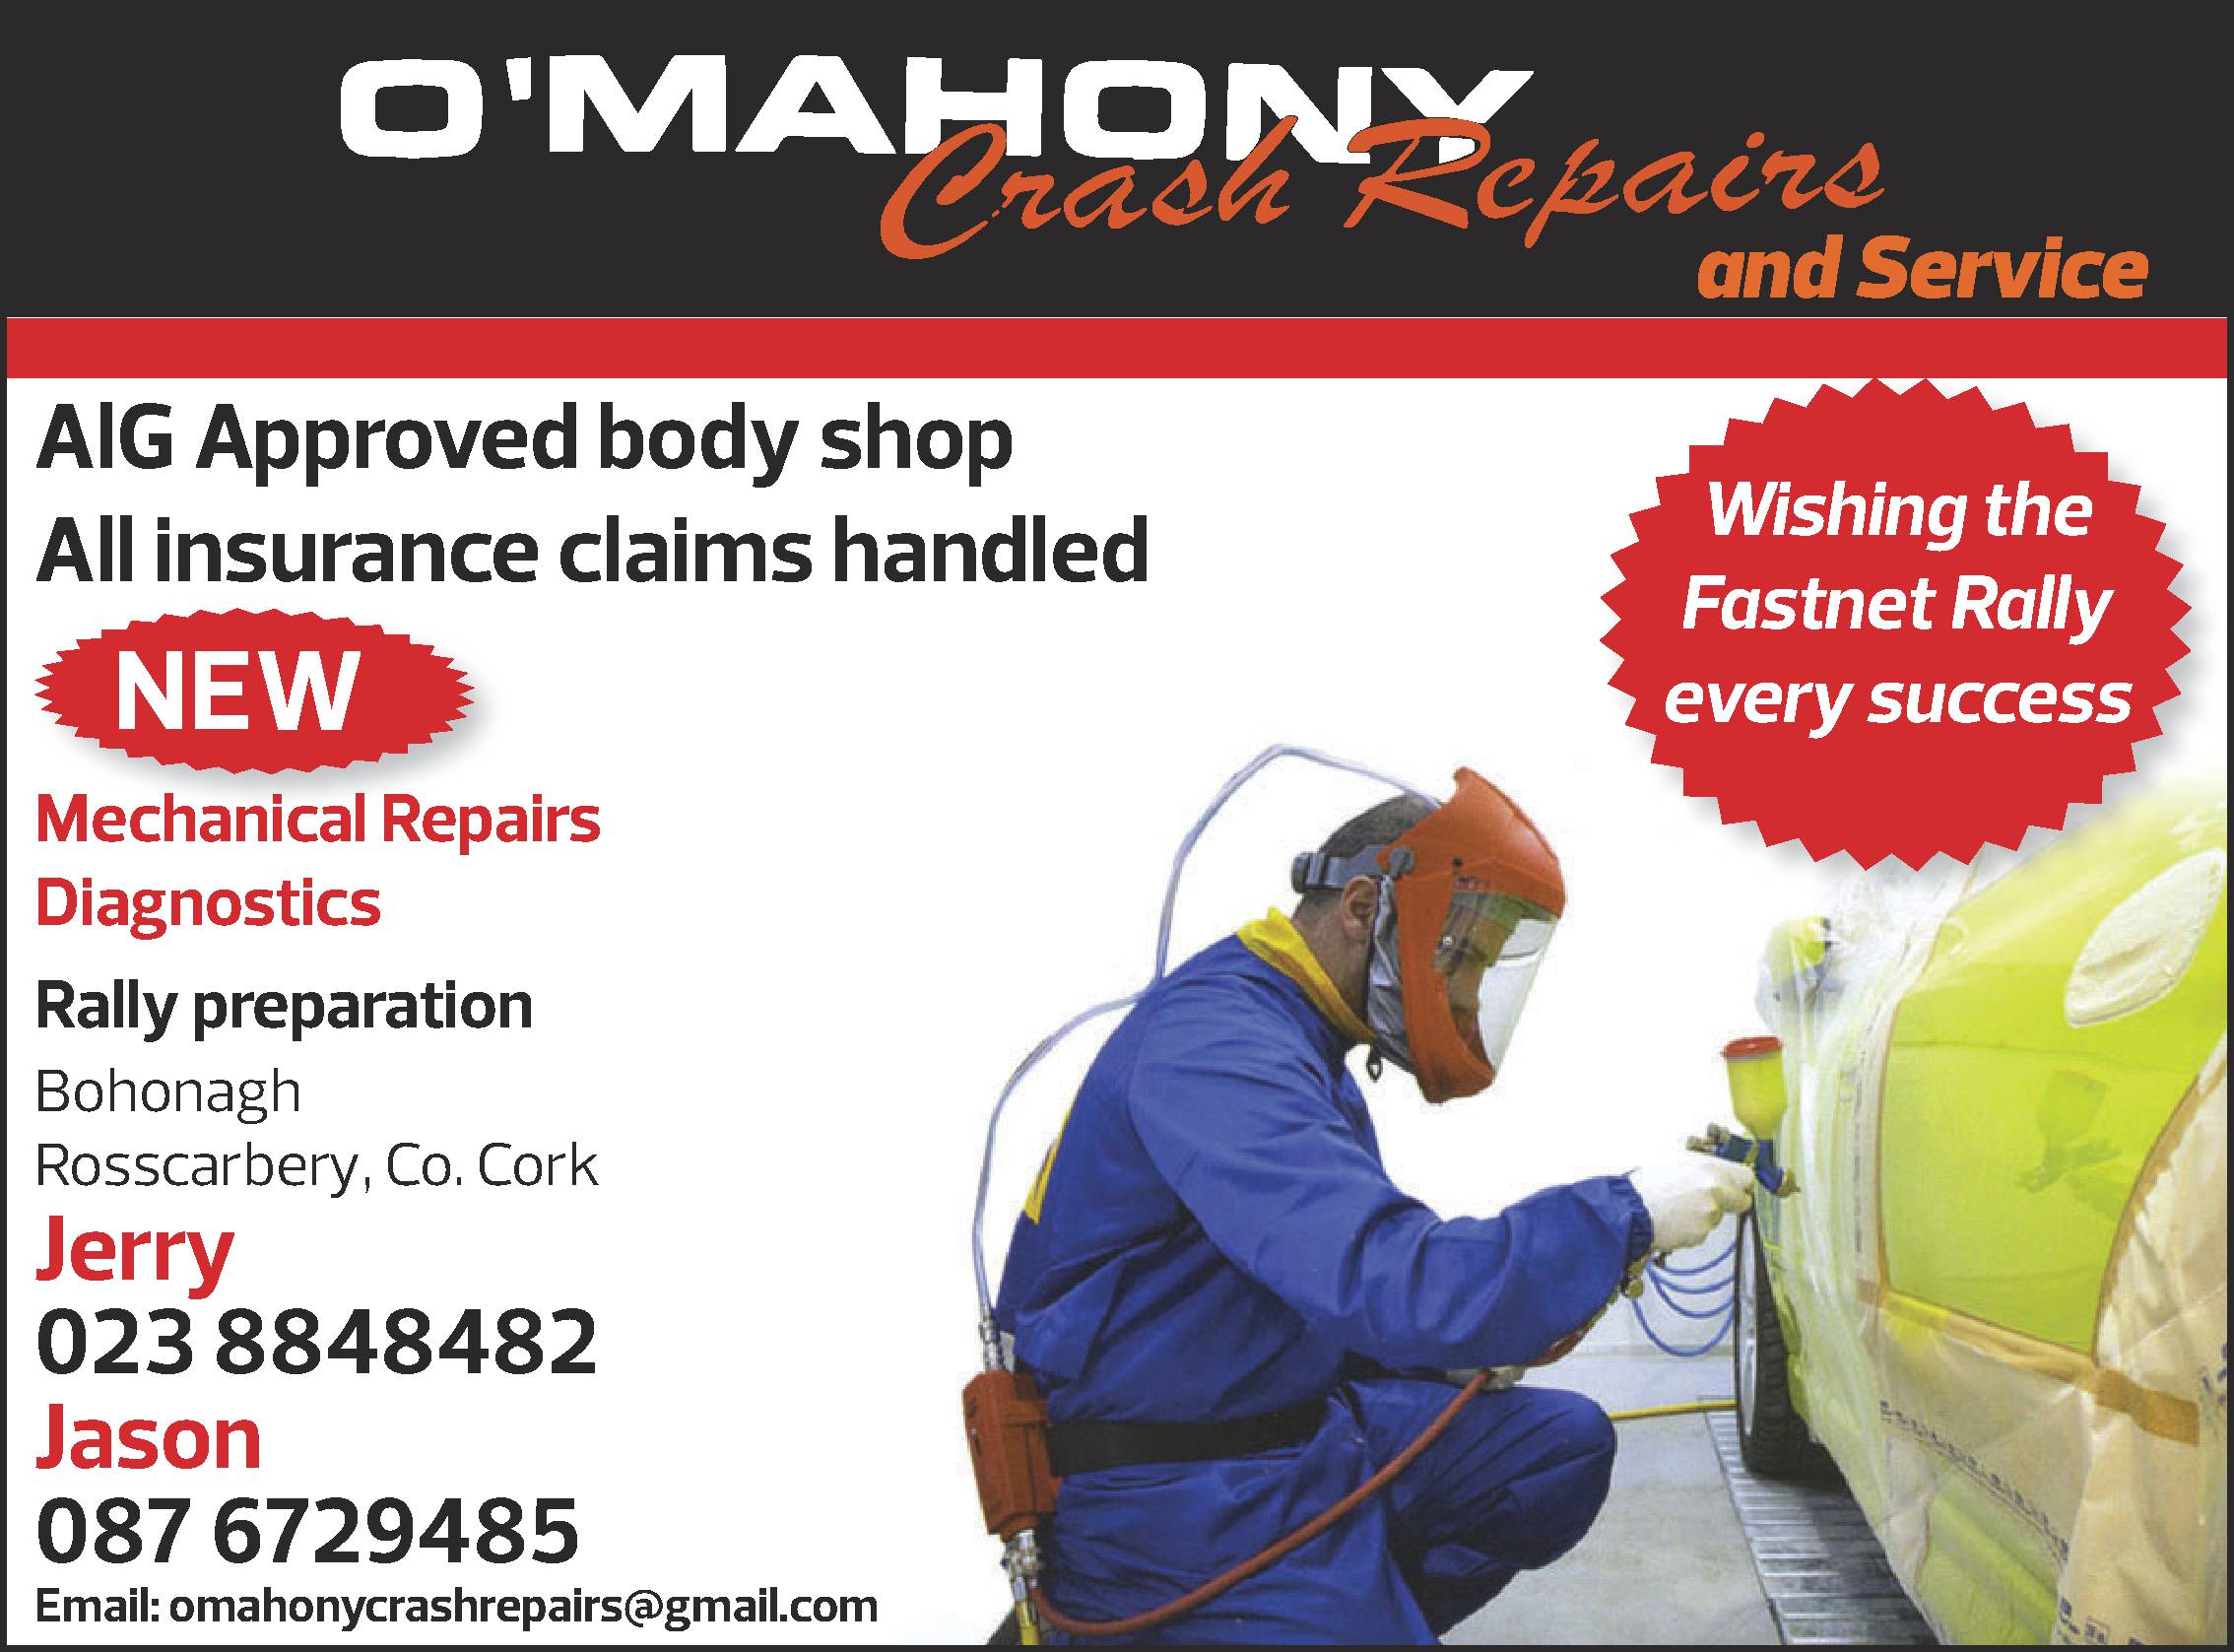 O'MAHONY
Crash Repairs
and Service
AIG Approved body shop
All insurance claims handled
NEW
Mechanical Repairs
Diagnostics
Rally preparation
Bohonagh
Rosscarbery, Co. Cork
Jerry
023 8848482
Jason
087 6729485
Email: omahonycrashrepairs@gmail.com
Wishing the
Fastnet Rally
every success